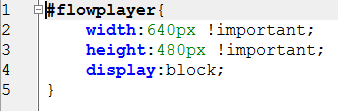 1 #flowplayer{
2 width:640px !important;
3 height:480px !important;
4 display:block;
5 }